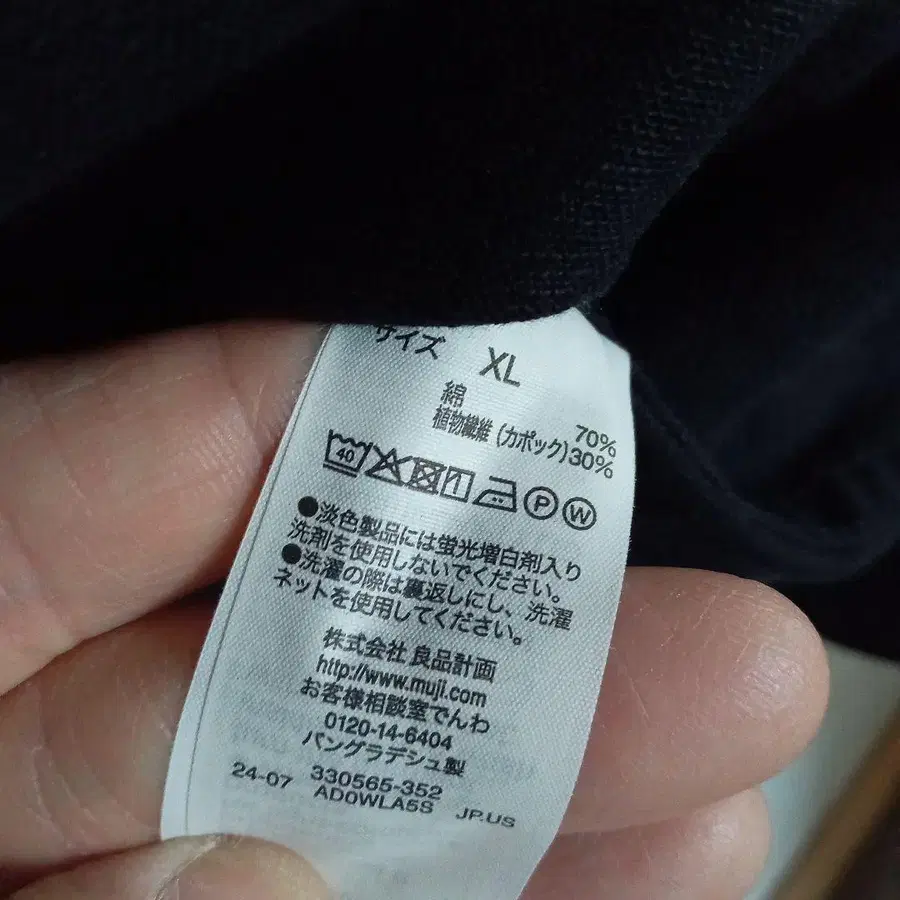 サイズ XL
綿 70%
植物繊維 (カポック)30%
40 P W
●淡色製品には蛍光増白剤入り
洗剤を使用しないでください。
●洗濯の際は裏返しにし、洗濯
ネットを使用してください。
株式会社 良品計画
http://www.muji.com
お客様相談室でんわ
0120-14-6404
バングラデシュ製
24-07 330565-352
AD0WLA5S JP.US